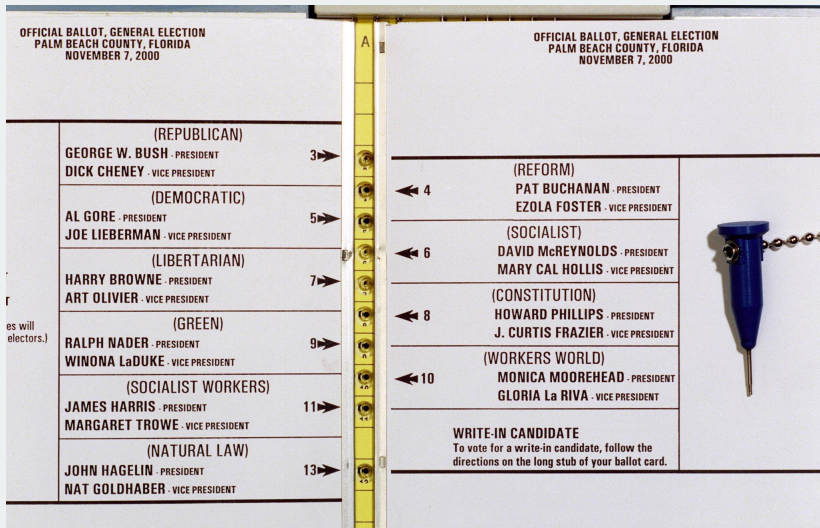 OFFICIAL BALLOT, GENERAL ELECTION
PALM BEACH COUNTY, FLORIDA
NOVEMBER 7, 2000
(REPUBLICAN)
GEORGE W. BUSH - PRESIDENT 3
DICK CHENEY - VICE PRESIDENT
(DEMOCRATIC)
AL GORE - PRESIDENT 5
JOE LIEBERMAN - VICE PRESIDENT
(LIBERTARIAN)
HARRY BROWNE - PRESIDENT 7
ART OLIVIER - VICE PRESIDENT
(GREEN)
es will
electors.)
RALPH NADER - PRESIDENT 9
WINONA LaDUKE - VICE PRESIDENT
(SOCIALIST WORKERS)
JAMES HARRIS - PRESIDENT 11
MARGARET TROWE - VICE PRESIDENT
(NATURAL LAW)
JOHN HAGELIN - PRESIDENT 13
NAT GOLDHABER - VICE PRESIDENT
A
OFFICIAL BALLOT, GENERAL ELECTION
PALM BEACH COUNTY, FLORIDA
NOVEMBER 7, 2000
(REFORM)
4 PAT BUCHANAN - PRESIDENT
EZOLA FOSTER - VICE PRESIDENT
(SOCIALIST)
6 DAVID McREYNOLDS - PRESIDENT
MARY CAL HOLLIS - VICE PRESIDENT
(CONSTITUTION)
8 HOWARD PHILLIPS - PRESIDENT
J. CURTIS FRAZIER - VICE PRESIDENT
(WORKERS WORLD)
10 MONICA MOOREHEAD - PRESIDENT
GLORIA La RIVA - VICE PRESIDENT
WRITE-IN CANDIDATE
To vote for a write-in candidate, follow the
directions on the long stub of your ballot card.